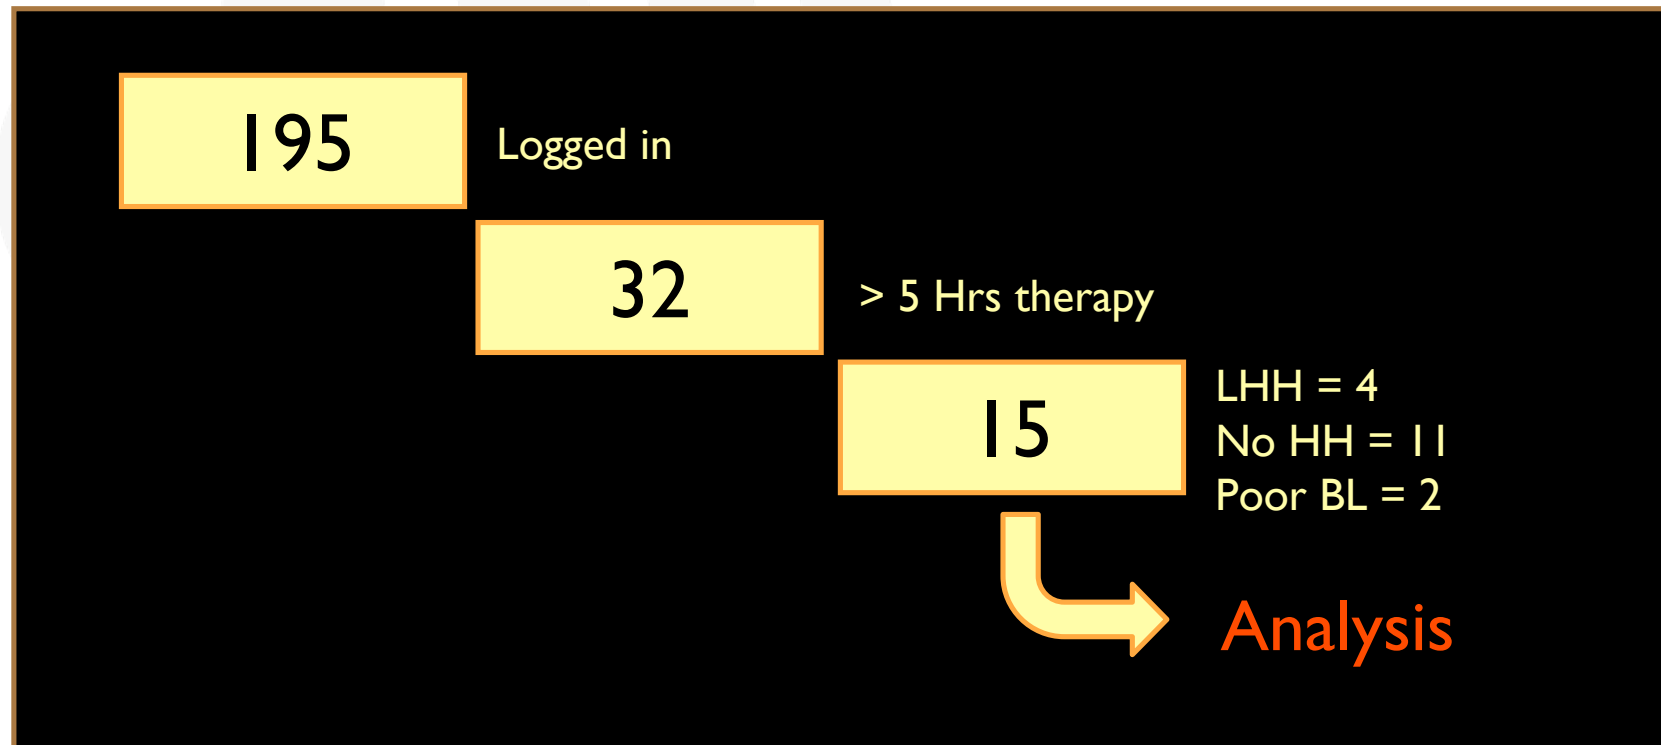 195
Logged in
32
> 5 Hrs therapy
15
LHH = 4
No HH = 11
Poor BL = 2
Analysis